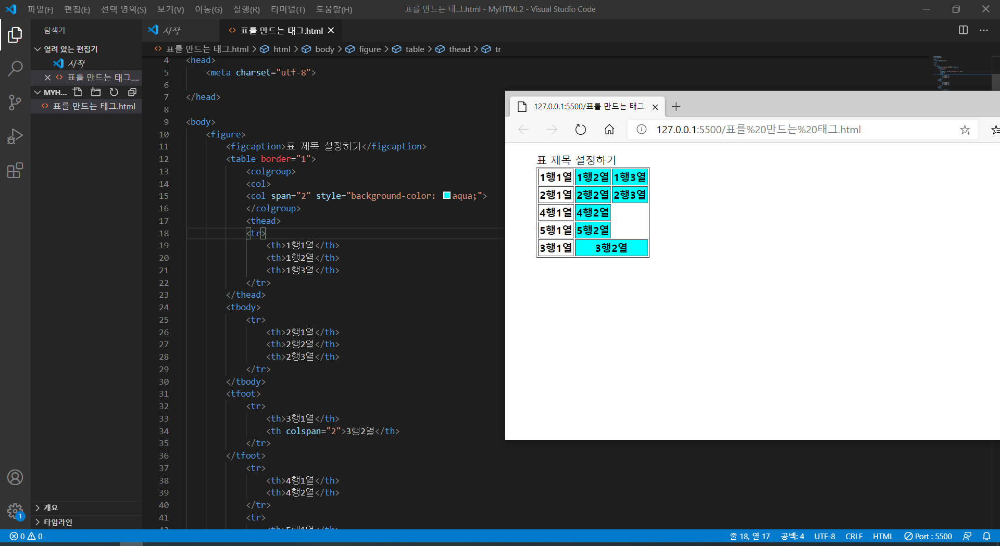 파일(F) 편집(E) 선택 영역(S) 보기(V) 이동(G) 실행(R) 터미널(T) 도움말(H)
표를 만드는 태그.html - MyHTML2 - Visual Studio Code
탐색기
열려 있는 편집기
시작
표를 만드는 태그....
MYH...
표를 만드는 태그.html
개요
타임라인
시작
표를 만드는 태그.html
표를 만드는 태그.html > html > body > figure > table > thead > tr
4 <head>
5 <meta charset="utf-8">
6
7 </head>
8
9 <body>
10 <figure>
11 <figcaption>표 제목 설정하기</figcaption>
12 <table border="1">
13 <colgroup>
14 <col>
15 <col span="2" style="background-color: aqua;">
16 </colgroup>
17 <thead>
18 <tr>
19 <th>1행1열</th>
20 <th>1행2열</th>
21 <th>1행3열</th>
22 </tr>
23 </thead>
24 <tbody>
25 <tr>
26 <th>2행1열</th>
27 <th>2행2열</th>
28 <th>2행3열</th>
29 </tr>
30 </tbody>
31 <tfoot>
32 <tr>
33 <th>3행1열</th>
34 <th colspan="2">3행2열</th>
35 </tr>
36 </tfoot>
37 <tr>
38 <th>4행1열</th>
39 <th>4행2열</th>
40 </tr>
41 <tr>
42 <th>5행1열</th>
127.0.0.1:5500/표를 만드는 태그
127.0.0.1:5500/표를%20만드는%20태그.html
표 제목 설정하기
1행1열 1행2열 1행3열
2행1열 2행2열 2행3열
4행1열 4행2열
5행1열 5행2열
3행1열 3행2열
1
0 0
줄 18, 열 17 공백: 4 UTF-8 CRLF HTML Port : 5500